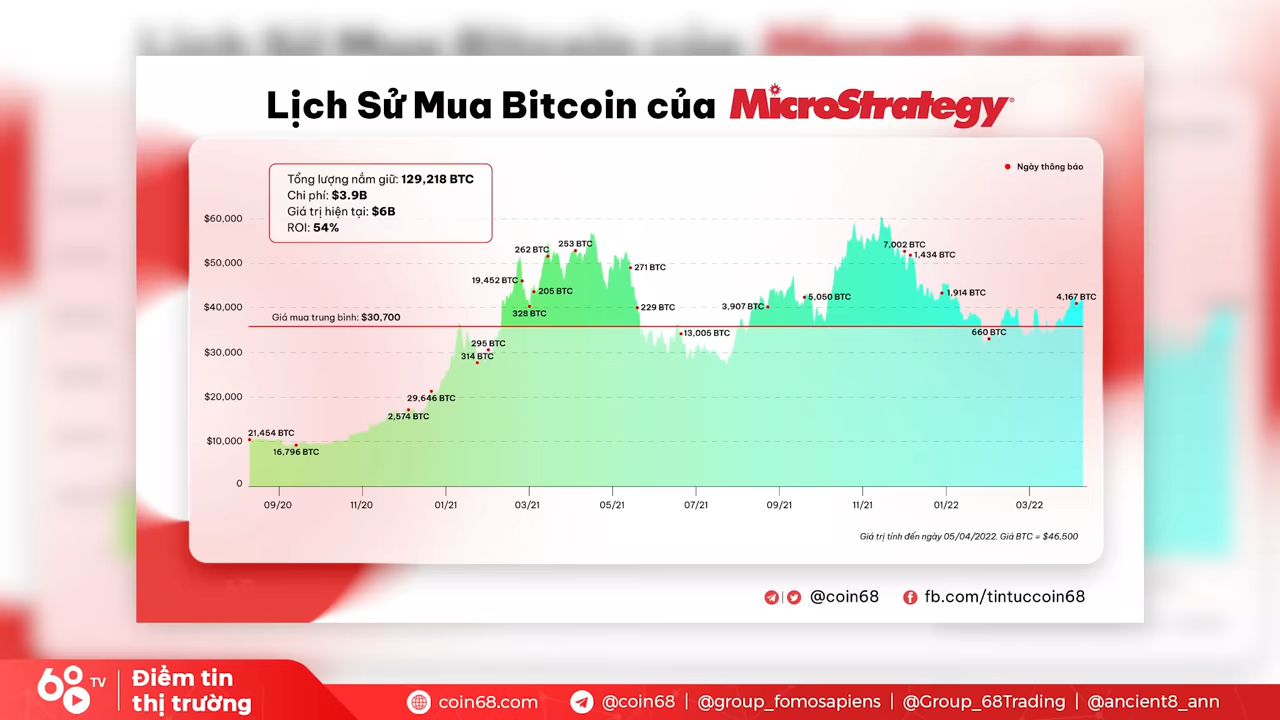 Lịch Sử Mua Bitcoin của MicroStrategy
Tổng lượng nắm giữ: 129,218 BTC
Chi phí: $3.9B
Giá trị hiện tại: $6B
ROI: 54%
Ngày thông báo
$60,000
$50,000
$40,000
$30,000
$20,000
$10,000
0
Giá mua trung bình: $30,700
21,454 BTC
16,796 BTC
2,574 BTC
29,646 BTC
314 BTC
295 BTC
19,452 BTC
328 BTC
205 BTC
262 BTC
253 BTC
271 BTC
229 BTC
13,005 BTC
3,907 BTC
5,050 BTC
7,002 BTC
1,434 BTC
1,914 BTC
660 BTC
4,167 BTC
09/20 11/20 01/21 03/21 05/21 07/21 09/21 11/21 01/22 03/22
Giá trị tính đến ngày 05/04/2022. Giá BTC = $46,500
@coin68 fb.com/tintuccoin68
68 TV
Điểm tin
thị trường
coin68.com @coin68 | @group_fomosapiens | @Group_68Trading | @ancient8_ann